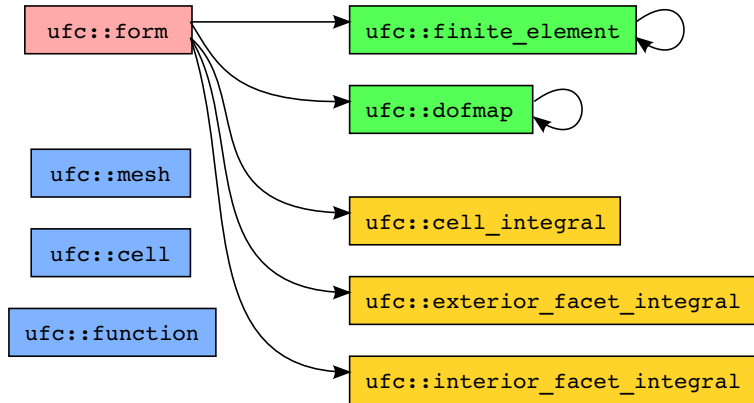 ufc::form
ufc::finite_element
ufc::dofmap
ufc::mesh
ufc::cell_integral
ufc::cell
ufc::exterior_facet_integral
ufc::function
ufc::interior_facet_integral